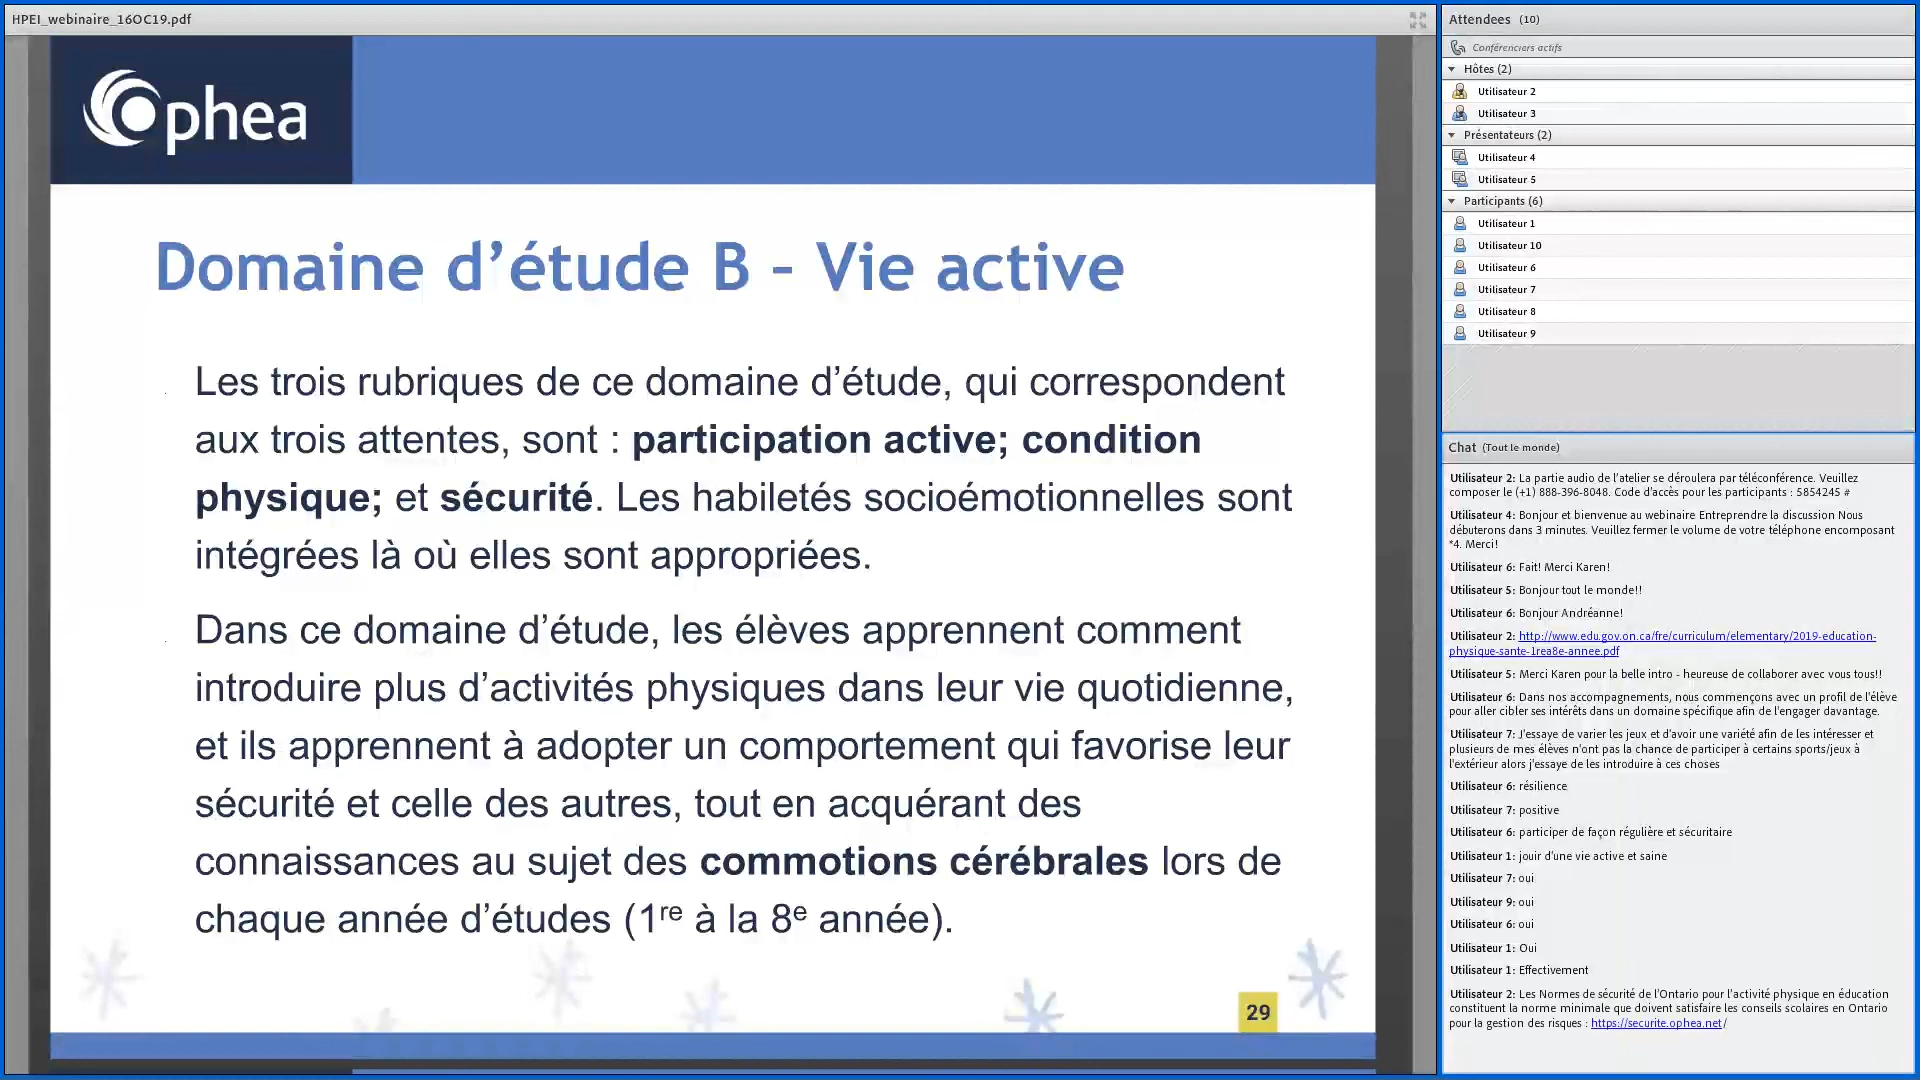 HPEI_webinaire_16OC19.pdf
Ophea
Domaine d’étude B - Vie active
Les trois rubriques de ce domaine d’étude, qui correspondent
aux trois attentes, sont : participation active; condition
physique; et sécurité. Les habiletés socioémotionnelles sont
intégrées là où elles sont appropriées.
Dans ce domaine d’étude, les élèves apprennent comment
introduire plus d’activités physiques dans leur vie quotidienne,
et ils apprennent à adopter un comportement qui favorise leur
sécurité et celle des autres, tout en acquérant des
connaissances au sujet des commotions cérébrales lors de
chaque année d’études (1re à la 8e année).
29
Attendees (10)
Conférenciers actifs
Hôtes (2)
Utilisateur 2
Utilisateur 3
Présentateurs (2)
Utilisateur 4
Utilisateur 5
Participants (6)
Utilisateur 1
Utilisateur 10
Utilisateur 6
Utilisateur 7
Utilisateur 8
Utilisateur 9
Chat (Tout le monde)
Utilisateur 2: La partie audio de l'atelier se déroulera par téléconférence. Veuillez
composer le (+1) 888-396-8048. Code d'accès pour les participants : 5854245 #
Utilisateur 4: Bonjour et bienvenue au webinaire Entreprendre la discussion Nous
débuterons dans 3 minutes. Veuillez fermer le volume de votre téléphone encomposant
*4. Merci!
Utilisateur 6: Fait! Merci Karen!
Utilisateur 5: Bonjour tout le monde!!
Utilisateur 6: Bonjour Andréanne!
Utilisateur 2: http://www.edu.gov.on.ca/fre/curriculum/elementary/2019-education-
physique-sante-1rea8e-annee.pdf
Utilisateur 5: Merci Karen pour la belle intro - heureuse de collaborer avec vous tous!!
Utilisateur 6: Dans nos accompagnements, nous commençons avec un profil de l'élève
pour aller cibler ses intérêts dans un domaine spécifique afin de l'engager davantage.
Utilisateur 7: J'essaye de varier les jeux et d'avoir une variété afin de les intéresser et
plusieurs de mes élèves n'ont pas la chance de participer à certains sports/jeux à
l'extérieur alors j'essaye de les introduire à ces choses
Utilisateur 6: résilience
Utilisateur 7: positive
Utilisateur 6: participer de façon régulière et sécuritaire
Utilisateur 1: jouir d'une vie active et saine
Utilisateur 7: oui
Utilisateur 9: oui
Utilisateur 6: oui
Utilisateur 1: Oui
Utilisateur 1: Effectivement
Utilisateur 2: Les Normes de sécurité de l'Ontario pour l'activité physique en éducation
constituent la norme minimale que doivent satisfaire les conseils scolaires en Ontario
pour la gestion des risques : https://securite.ophea.net/